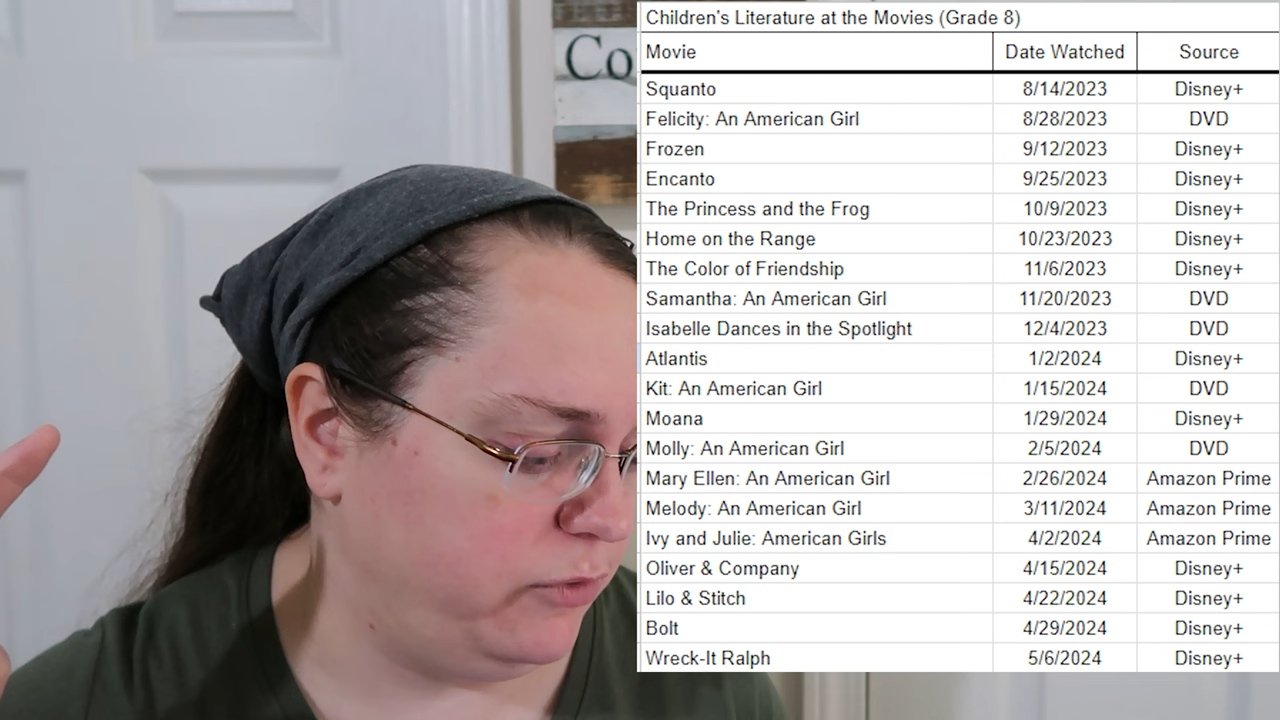 Co
Children's Literature at the Movies (Grade 8)
Movie Date Watched Source
Squanto 8/14/2023 Disney+
Felicity: An American Girl 8/28/2023 DVD
Frozen 9/12/2023 Disney+
Encanto 9/25/2023 Disney+
The Princess and the Frog 10/9/2023 Disney+
Home on the Range 10/23/2023 Disney+
The Color of Friendship 11/6/2023 Disney+
Samantha: An American Girl 11/20/2023 DVD
Isabelle Dances in the Spotlight 12/4/2023 DVD
Atlantis 1/2/2024 Disney+
Kit: An American Girl 1/15/2024 DVD
Moana 1/29/2024 Disney+
Molly: An American Girl 2/5/2024 DVD
Mary Ellen: An American Girl 2/26/2024 Amazon Prime
Melody: An American Girl 3/11/2024 Amazon Prime
Ivy and Julie: American Girls 4/2/2024 Amazon Prime
Oliver & Company 4/15/2024 Disney+
Lilo & Stitch 4/22/2024 Disney+
Bolt 4/29/2024 Disney+
Wreck-It Ralph 5/6/2024 Disney+